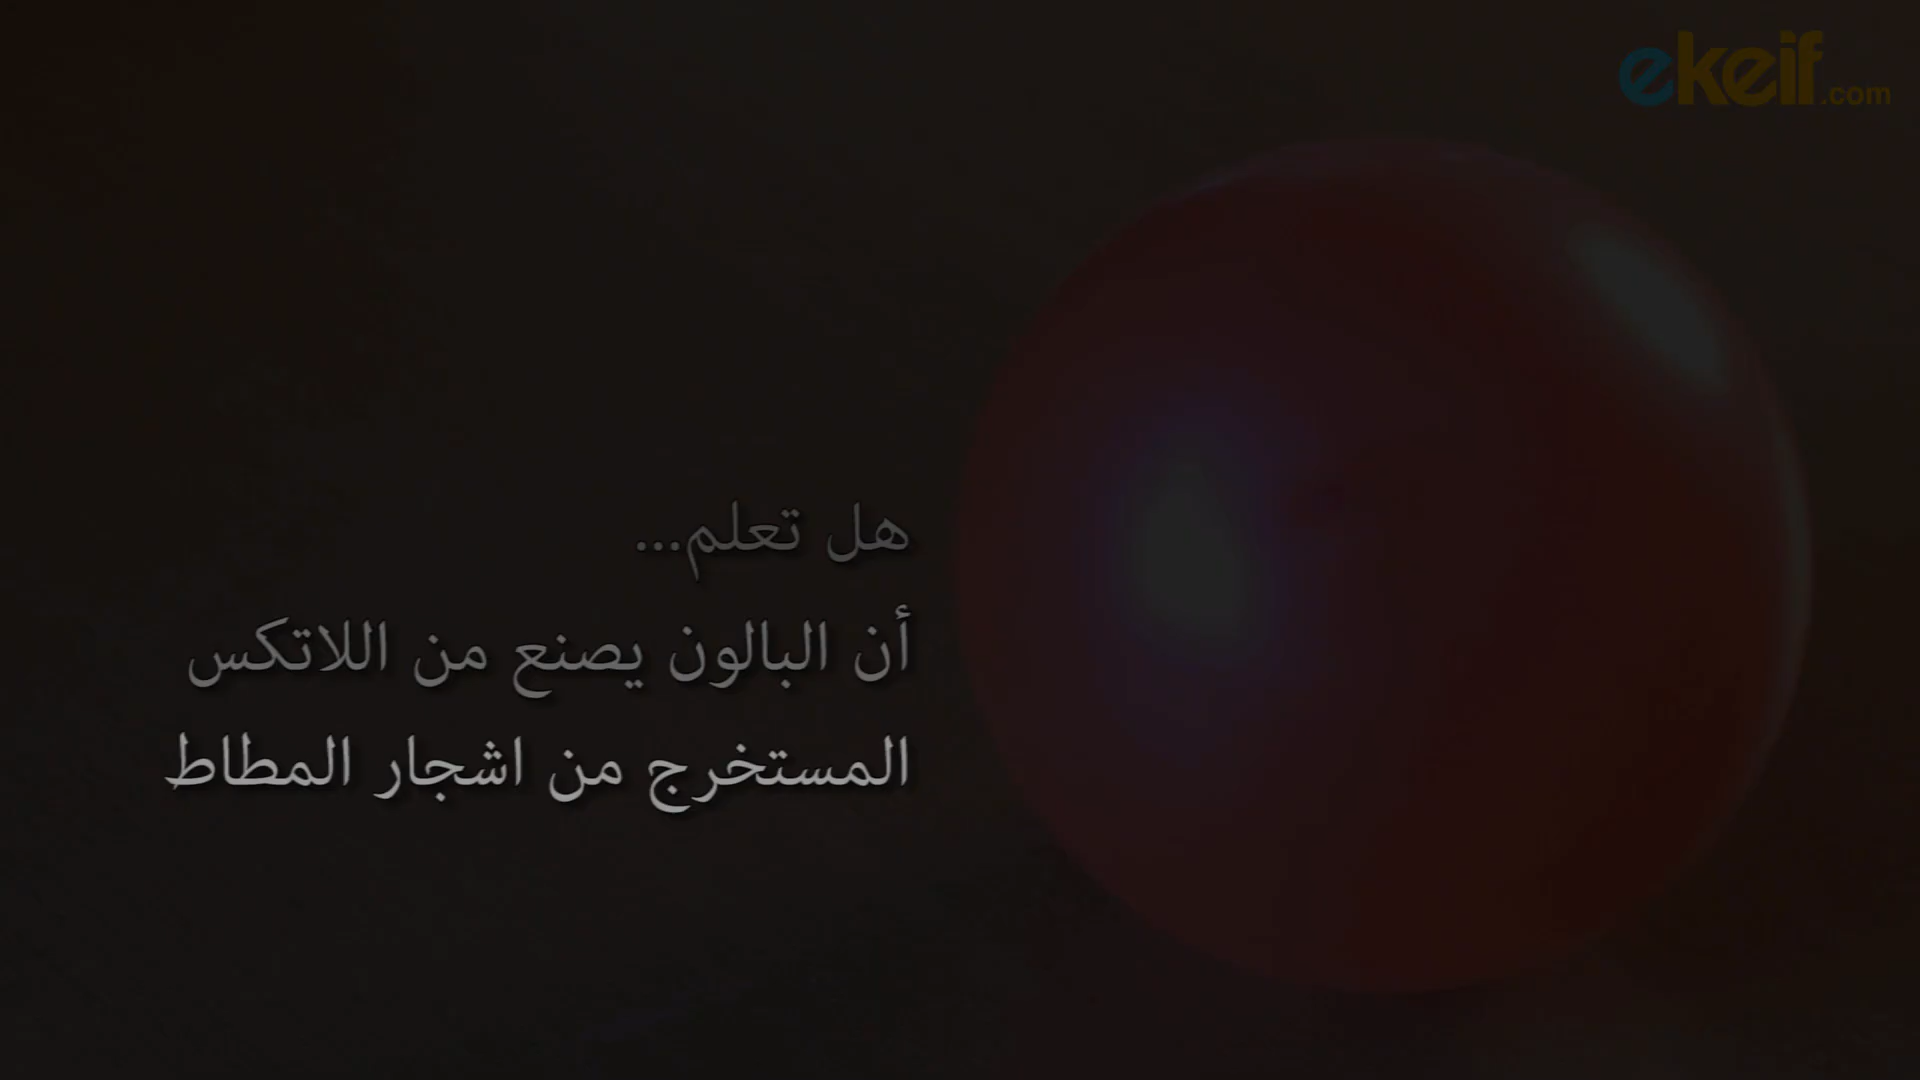 ekeif.com
هل تعلم...
أن البالون يصنع من اللاتكس
المستخرج من اشجار المطاط